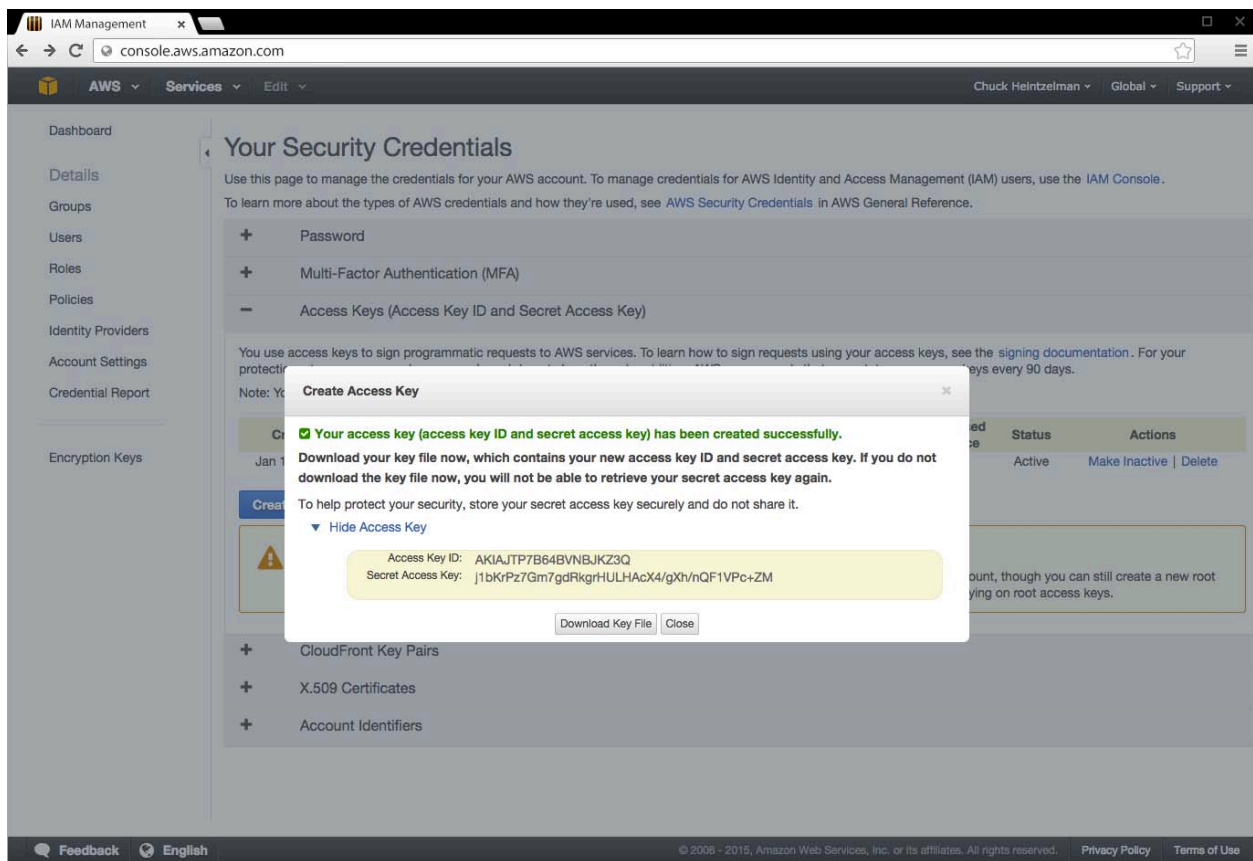 IAM Management
console.aws.amazon.com
AWS Services Edit Chuck Heintzelman Global Support
Dashboard
Details
Groups
Users
Roles
Policies
Identity Providers
Account Settings
Credential Report
Encryption Keys
Your Security Credentials
Use this page to manage the credentials for your AWS account. To manage credentials for AWS Identity and Access Management (IAM) users, use the IAM Console.
To learn more about the types of AWS credentials and how they're used, see AWS Security Credentials in AWS General Reference.
+ Password
+ Multi-Factor Authentication (MFA)
− Access Keys (Access Key ID and Secret Access Key)
You use access keys to sign programmatic requests to AWS services. To learn how to sign requests using your access keys, see the signing documentation. For your
keys every 90 days.
Note:
Status Actions
Jan Active Make Inactive | Delete
Create Access Key
Your access key (access key ID and secret access key) has been created successfully.
Download your key file now, which contains your new access key ID and secret access key. If you do not
download the key file now, you will not be able to retrieve your secret access key again.
To help protect your security, store your secret access key securely and do not share it.
Hide Access Key
Access Key ID: AKIAJTP7B64BVNBJKZ3Q
Secret Access Key: j1bKrPz7Gm7gdRkgrHULHAcX4/gXh/nQF1VPc+ZM
Download Key File Close
though you can still create a new root
on root access keys.
+ CloudFront Key Pairs
+ X.509 Certificates
+ Account Identifiers
Feedback English © 2008 - 2015, Amazon Web Services, Inc. or its affiliates. All rights reserved. Privacy Policy Terms of Use